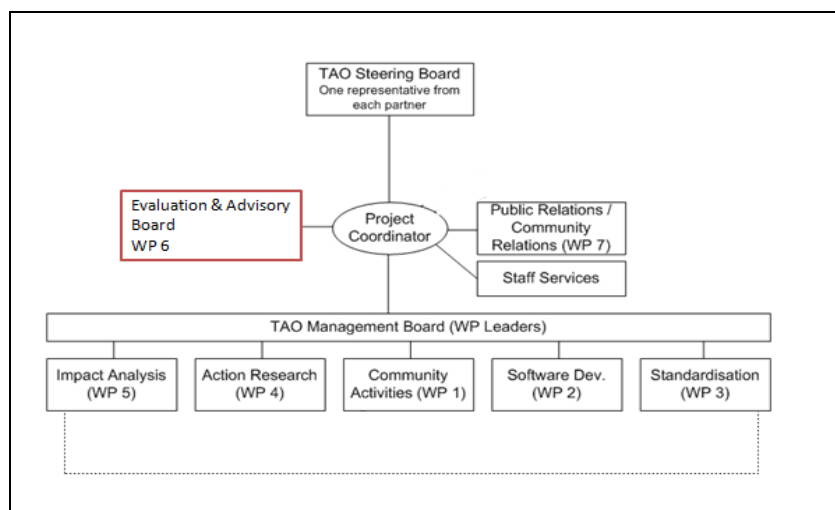 TAO Steering Board
One representative from
each partner
Evaluation & Advisory
Board
WP 6
Project
Coordinator
Public Relations /
Community
Relations (WP 7)
Staff Services
TAO Management Board (WP Leaders)
Impact Analysis
(WP 5)
Action Research
(WP 4)
Community
Activities (WP 1)
Software Dev.
(WP 2)
Standardisation
(WP 3)